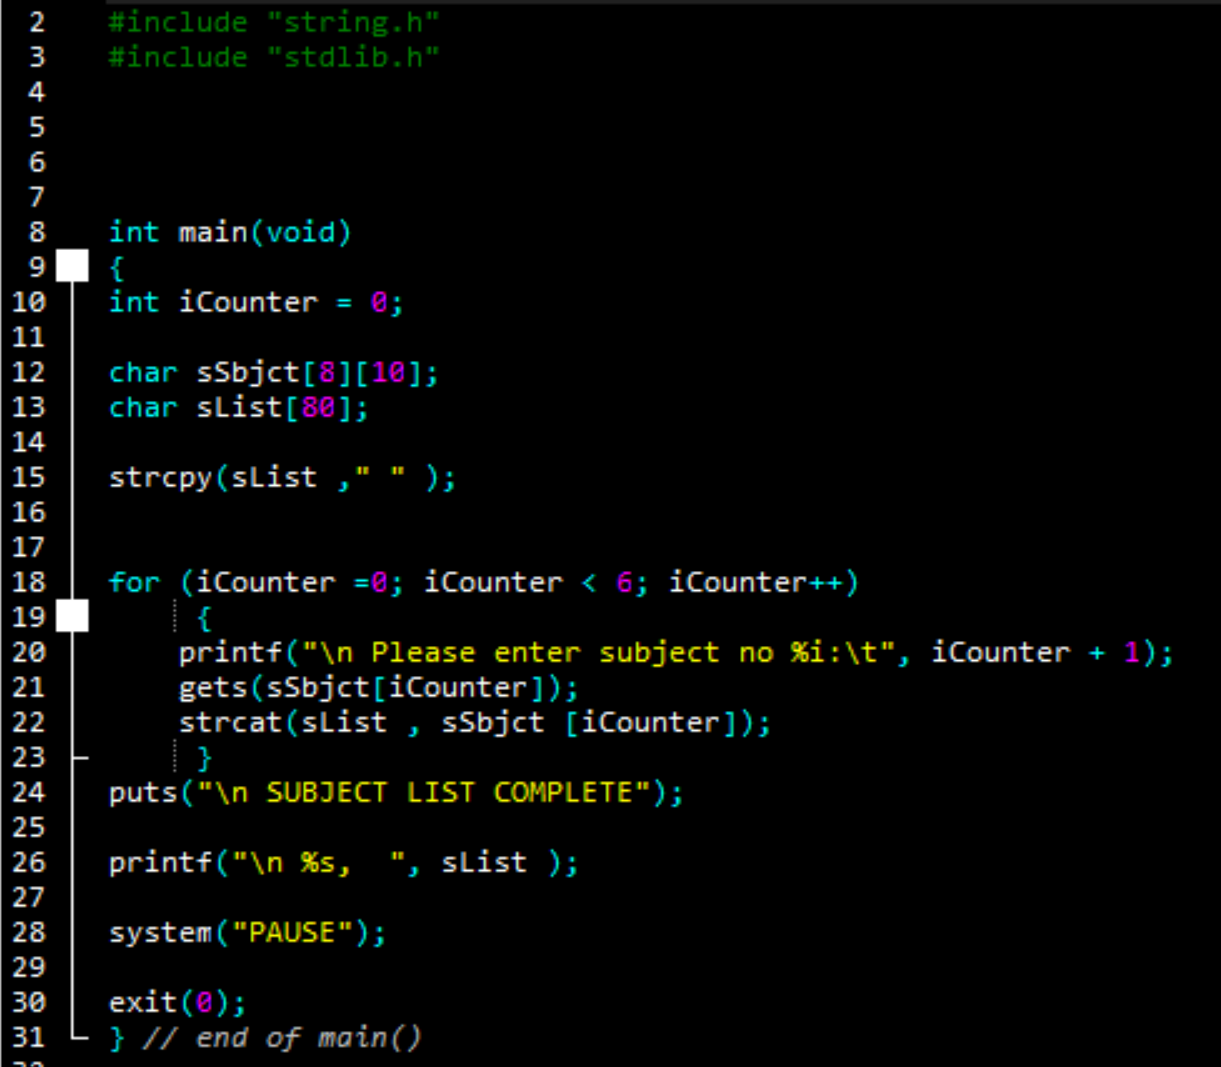 2 #include "string.h"
3 #include "stdlib.h"
4
5
6
7
8 int main(void)
9 {
10 int iCounter = 0;
11
12 char sSbjct[8][10];
13 char sList[80];
14
15 strcpy(sList ," " );
16
17
18 for (iCounter =0; iCounter < 6; iCounter++)
19 {
20 printf("\n Please enter subject no %i:\t", iCounter + 1);
21 gets(sSbjct[iCounter]);
22 strcat(sList , sSbjct [iCounter]);
23 }
24 puts("\n SUBJECT LIST COMPLETE");
25
26 printf("\n %s,  ", sList );
27
28 system("PAUSE");
29
30 exit(0);
31 } // end of main()